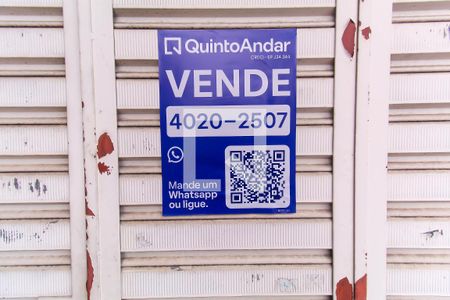 QuintoAndar
VENDE
4020-2507
Mande um
Whatsapp
ou ligue.